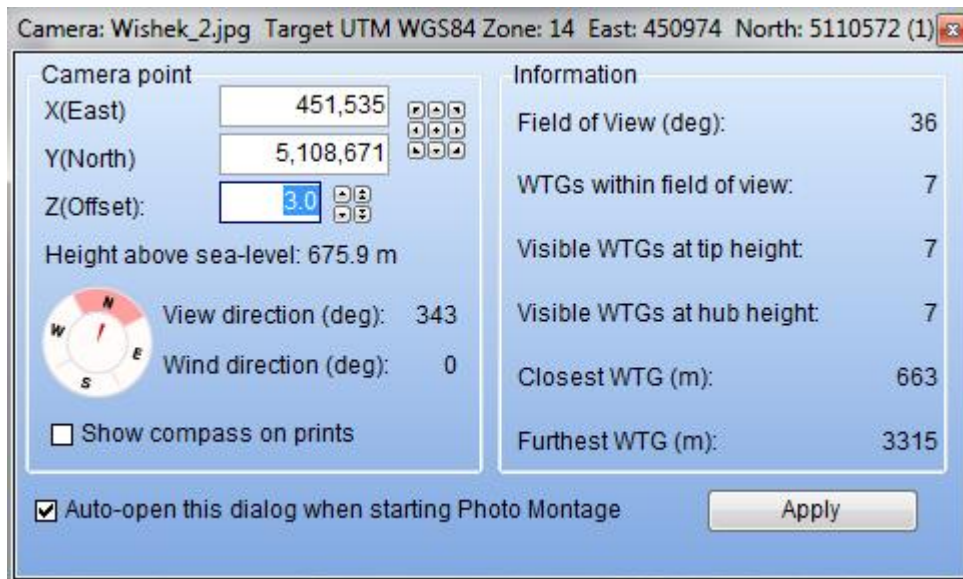 Camera: Wishek_2.jpg Target UTM WGS84 Zone: 14 East: 450974 North: 5110572 (1)
Camera point
X(East) 451,535
Y(North) 5,108,671
Z(Offset): 3.0
Height above sea-level: 675.9 m
N
W
E
S
View direction (deg): 343
Wind direction (deg): 0
Show compass on prints
Information
Field of View (deg): 36
WTGs within field of view: 7
Visible WTGs at tip height: 7
Visible WTGs at hub height: 7
Closest WTG (m): 663
Furthest WTG (m): 3315
Auto-open this dialog when starting Photo Montage
Apply